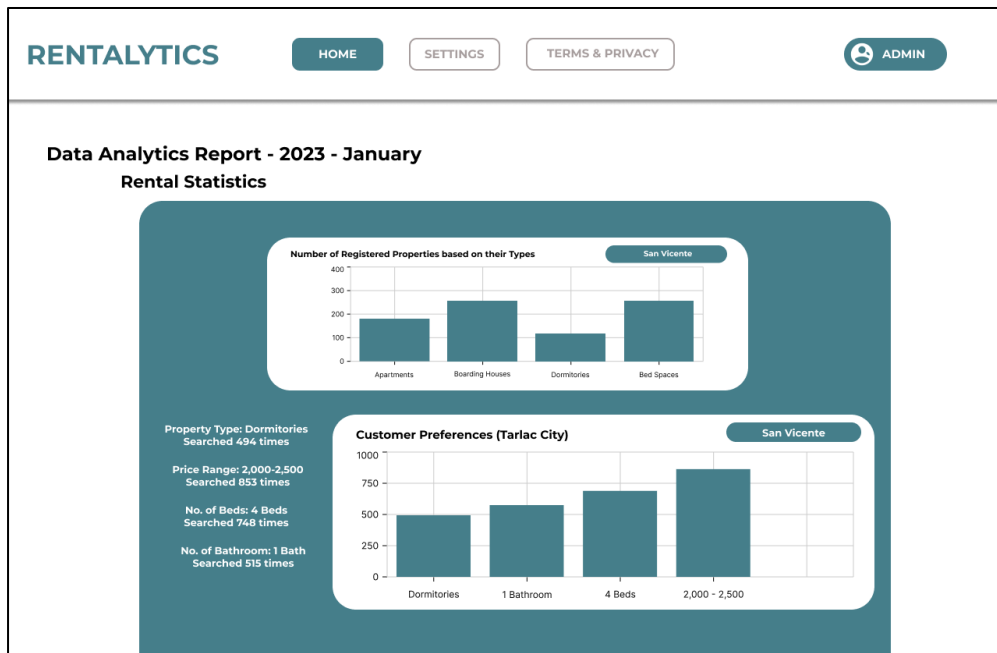 RENTALYTICS
HOME
SETTINGS
TERMS & PRIVACY
ADMIN
Data Analytics Report - 2023 - January
Rental Statistics
Number of Registered Properties based on their Types
San Vicente
400
300
200
100
0
Apartments
Boarding Houses
Dormitories
Bed Spaces
Property Type: Dormitories
Searched 494 times
Price Range: 2,000-2,500
Searched 853 times
No. of Beds: 4 Beds
Searched 748 times
No. of Bathroom: 1 Bath
Searched 515 times
Customer Preferences (Tarlac City)
San Vicente
1000
750
500
250
0
Dormitories
1 Bathroom
4 Beds
2,000 - 2,500